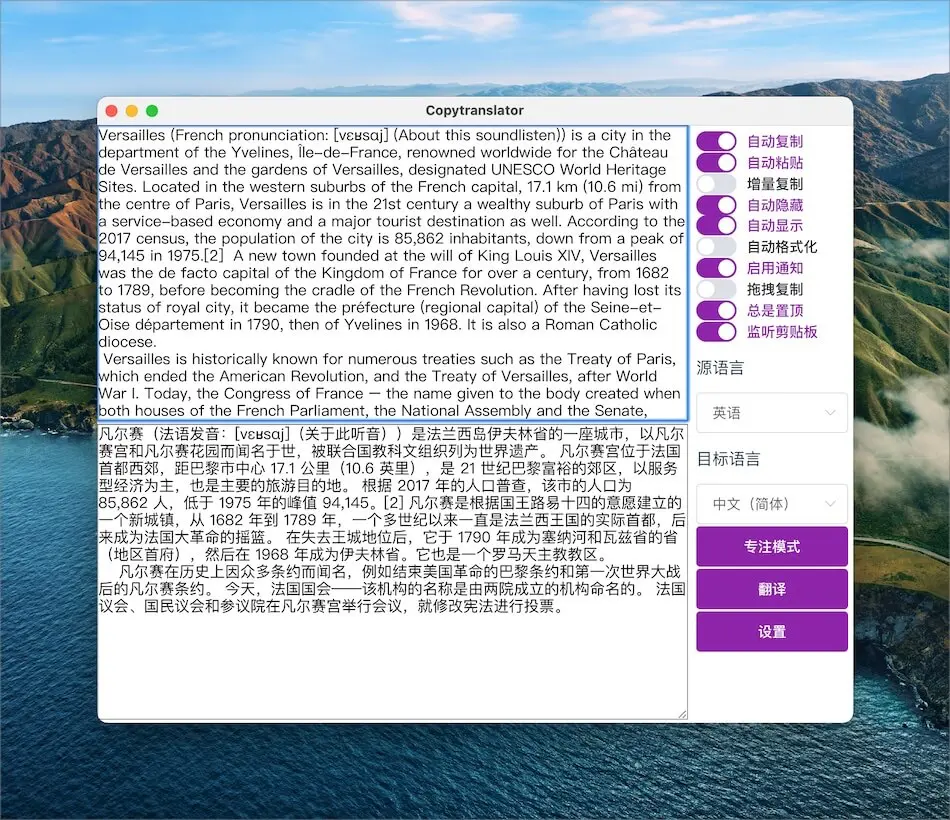 Copytranslator
Versailles (French pronunciation: [vɛʁsɑj] (About this soundlisten)) is a city in the
department of the Yvelines, Île-de-France, renowned worldwide for the Château
de Versailles and the gardens of Versailles, designated UNESCO World Heritage
Sites. Located in the western suburbs of the French capital, 17.1 km (10.6 mi) from
the centre of Paris, Versailles is in the 21st century a wealthy suburb of Paris with
a service-based economy and a major tourist destination as well. According to the
2017 census, the population of the city is 85,862 inhabitants, down from a peak of
94,145 in 1975.[2]  A new town founded at the will of King Louis XIV, Versailles
was the de facto capital of the Kingdom of France for over a century, from 1682
to 1789, before becoming the cradle of the French Revolution. After having lost its
status of royal city, it became the préfecture (regional capital) of the Seine-et-
Oise département in 1790, then of Yvelines in 1968. It is also a Roman Catholic
diocese.
Versailles is historically known for numerous treaties such as the Treaty of Paris,
which ended the American Revolution, and the Treaty of Versailles, after World
War I. Today, the Congress of France — the name given to the body created when
both houses of the French Parliament, the National Assembly and the Senate,
凡尔赛（法语发音：[vɛʁsɑj]（关于此听音））是法兰西岛伊夫林省的一座城市，以凡尔
赛宫和凡尔赛花园而闻名于世，被联合国教科文组织列为世界遗产。 凡尔赛宫位于法国
首都西郊，距巴黎市中心 17.1 公里（10.6 英里），是 21 世纪巴黎富裕的郊区，以服务
型经济为主，也是主要的旅游目的地。 根据 2017 年的人口普查，该市的人口为
85,862 人，低于 1975 年的峰值 94,145。[2] 凡尔赛是根据国王路易十四的意愿建立的
一个新城镇，从 1682 年到 1789 年，一个多世纪以来一直是法兰西王国的实际首都，后
来成为法国大革命的摇篮。 在失去王城地位后，它于 1790 年成为塞纳河和瓦兹省的省
（地区首府），然后在 1968 年成为伊夫林省。它也是一个罗马天主教教区。
凡尔赛在历史上因众多条约而闻名，例如结束美国革命的巴黎条约和第一次世界大战
后的凡尔赛条约。 今天，法国国会——该机构的名称是由两院成立的机构命名的。 法国
议会、国民议会和参议院在凡尔赛宫举行会议，就修改宪法进行投票。
自动复制
自动粘贴
增量复制
自动隐藏
自动显示
自动格式化
启用通知
拖拽复制
总是置顶
监听剪贴板
源语言
英语
目标语言
中文（简体）
专注模式
翻译
设置